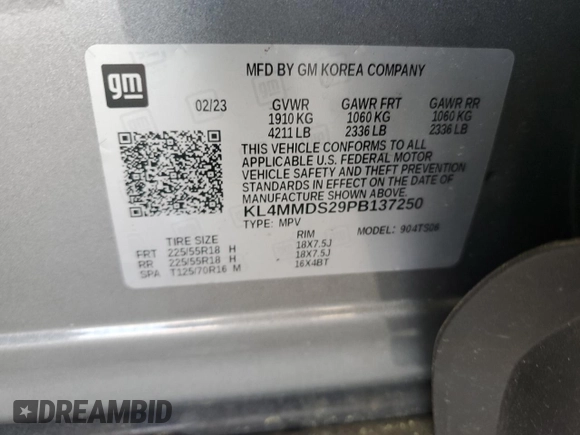 gm
MFD BY GM KOREA COMPANY
02/23 GVWR GAWR FRT GAWR RR
1910 KG 1060 KG 1060 KG
4211 LB 2336 LB 2336 LB
THIS VEHICLE CONFORMS TO ALL
APPLICABLE U.S. FEDERAL MOTOR
VEHICLE SAFETY AND THEFT PREVENTION
STANDARDS IN EFFECT ON THE DATE OF
MANUFACTURE SHOWN ABOVE.
KL4MMDS29PB137250
TYPE: MPV
TIRE SIZE RIM MODEL: 904TS06
FRT 225/55R18 H 18X7.5J
RR 225/55R18 H 18X7.5J
SPA T125/70R16 M 16X4BT
DREAMBID